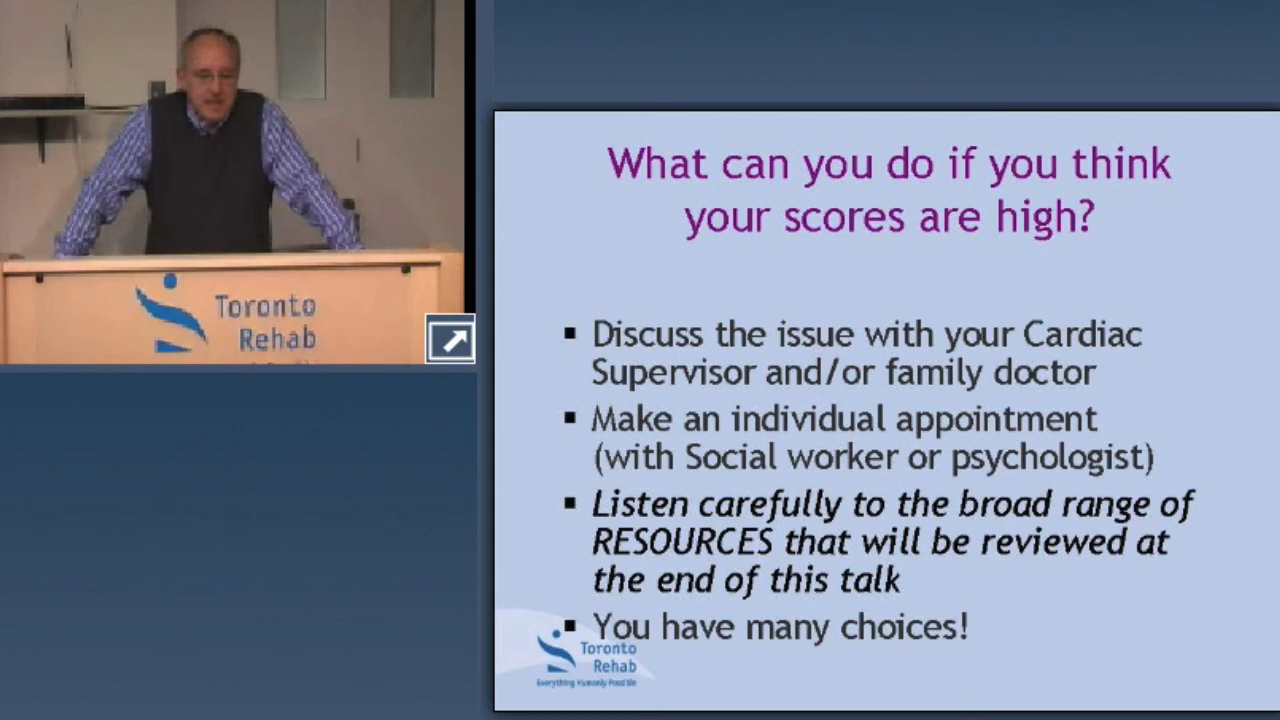 Toronto
Rehab
What can you do if you think
your scores are high?
▪ Discuss the issue with your Cardiac
Supervisor and/or family doctor
▪ Make an individual appointment
(with Social worker or psychologist)
▪ Listen carefully to the broad range of
RESOURCES that will be reviewed at
the end of this talk
▪ You have many choices!
Toronto
Rehab
Everything Humanly Possible